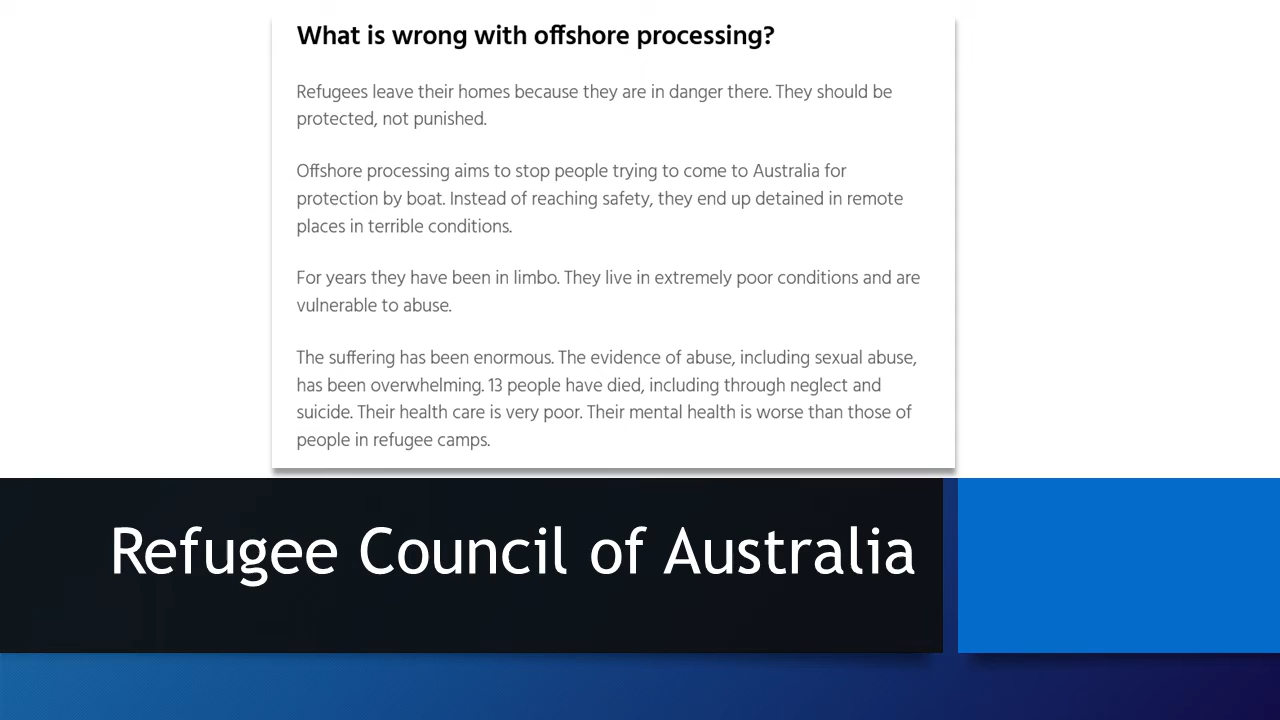 What is wrong with offshore processing?
Refugees leave their homes because they are in danger there. They should be
protected, not punished.
Offshore processing aims to stop people trying to come to Australia for
protection by boat. Instead of reaching safety, they end up detained in remote
places in terrible conditions.
For years they have been in limbo. They live in extremely poor conditions and are
vulnerable to abuse.
The suffering has been enormous. The evidence of abuse, including sexual abuse,
has been overwhelming. 13 people have died, including through neglect and
suicide. Their health care is very poor. Their mental health is worse than those of
people in refugee camps.
Refugee Council of Australia